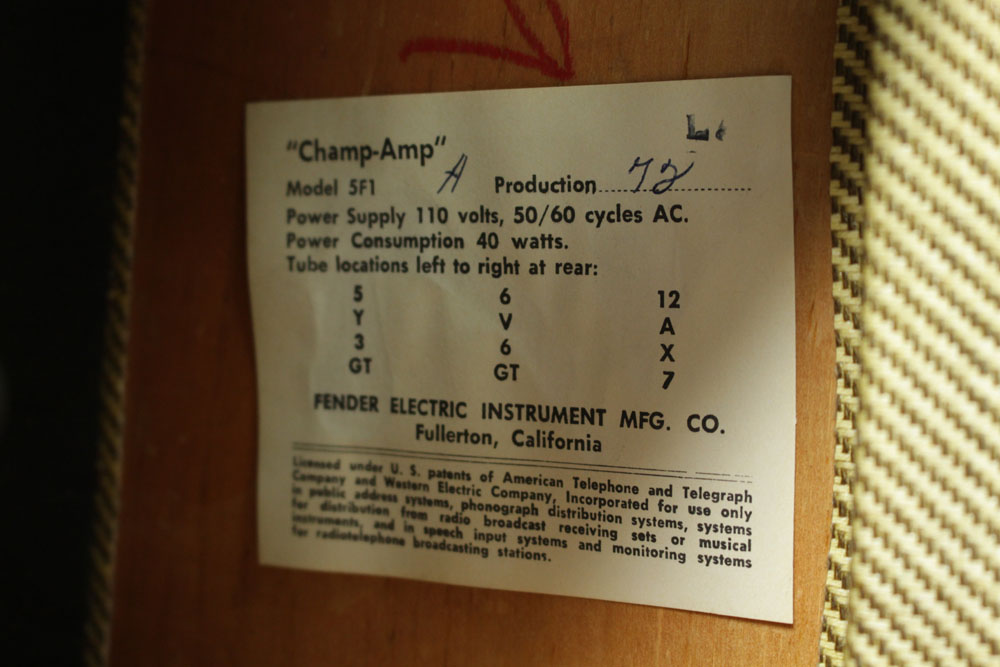 L.
"Champ-Amp"
Model 5F1 A Production 72
Power Supply 110 volts, 50/60 cycles AC.
Power Consumption 40 watts.
Tube locations left to right at rear:
5 6 12
Y V A
3 6 X
GT GT 7
FENDER ELECTRIC INSTRUMENT MFG. CO.
Fullerton, California
Licensed under U. S. patents of American Telephone and Telegraph
Company and Western Electric Company, Incorporated for use only
in public address systems, phonograph distribution systems, systems
for distribution from radio broadcast receiving sets or musical
instruments, and in speech input systems and monitoring systems
for radiotelephone broadcasting stations.